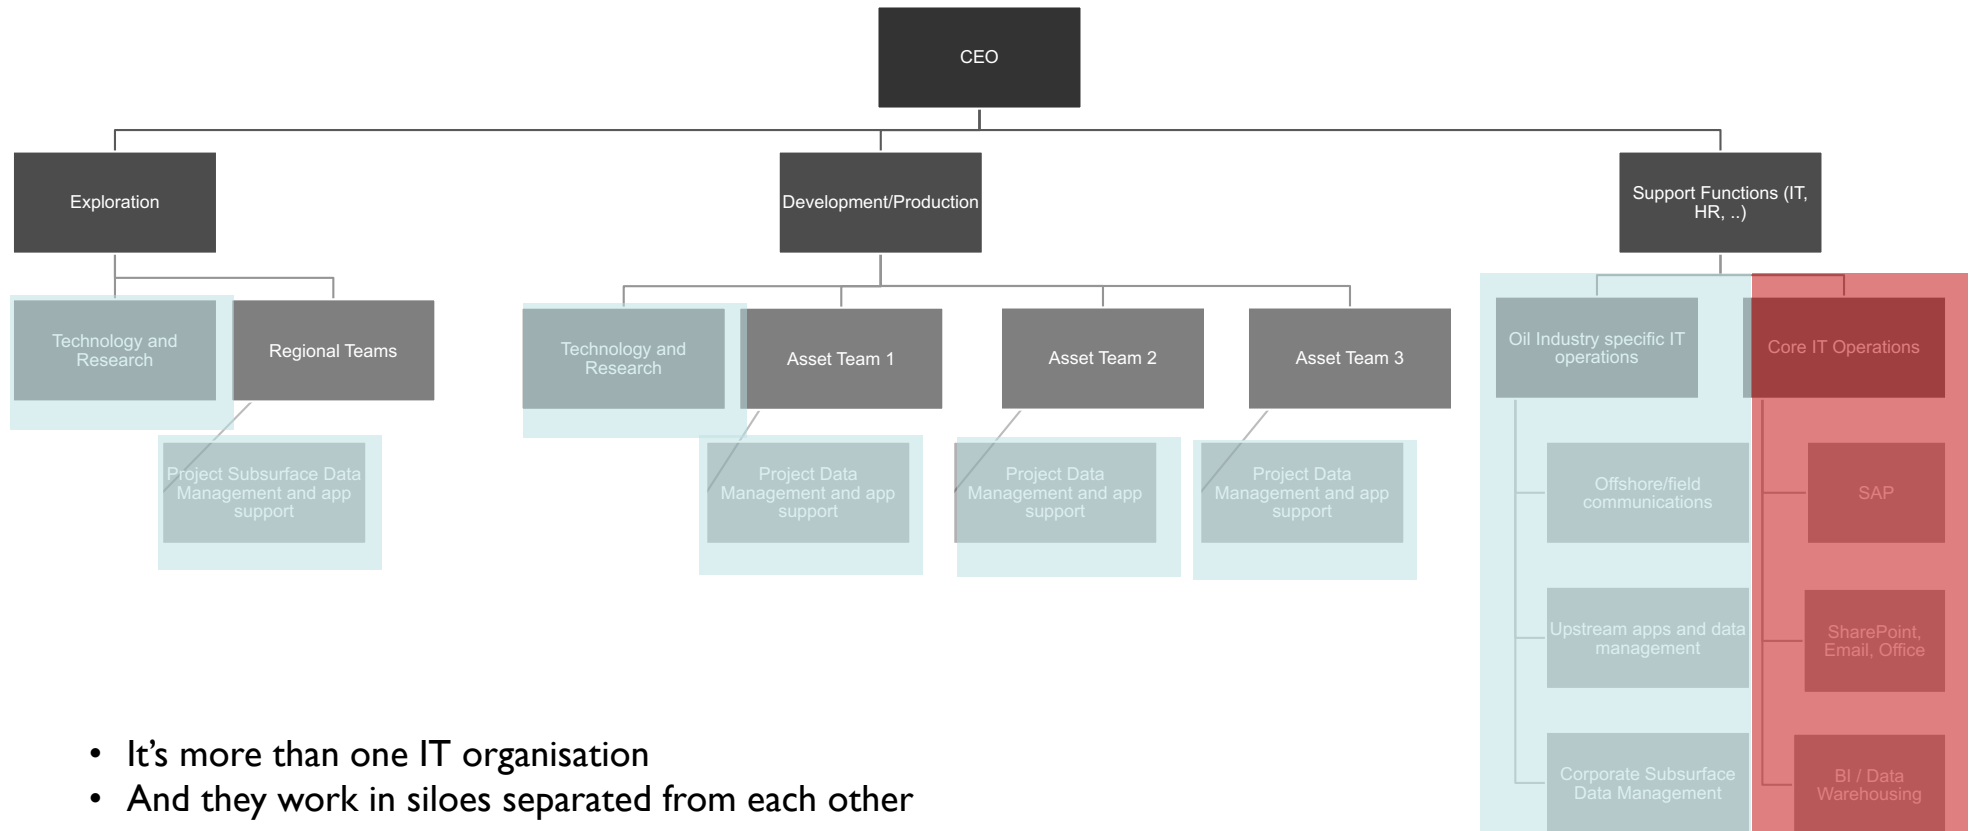 CEO
Exploration
Development/Production
Support Functions (IT,
HR, ..)
Technology and
Research
Regional Teams
Technology and
Research
Asset Team 1
Asset Team 2
Asset Team 3
Oil Industry specific IT
operations
Core IT Operations
Project Subsurface Data
Management and app
support
Project Data
Management and app
support
Project Data
Management and app
support
Project Data
Management and app
support
Offshore/field
communications
SAP
Upstream apps and data
management
SharePoint,
Email, Office
Corporate Subsurface
Data Management
BI / Data
Warehousing
• It's more than one IT organisation
• And they work in siloes separated from each other